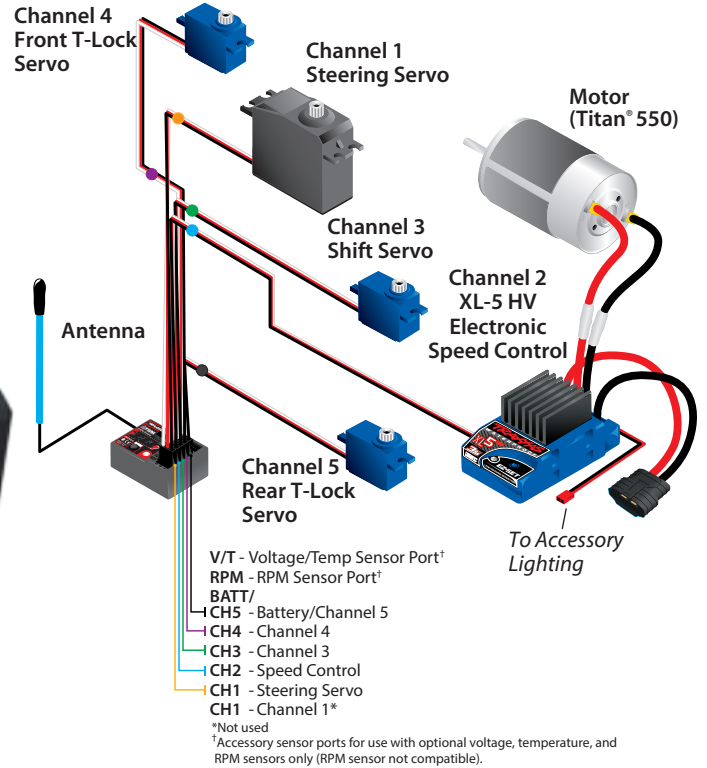 Channel 4
Front T-Lock
Servo
Channel 1
Steering Servo
Motor
(Titan® 550)
Channel 3
Shift Servo
Channel 2
XL-5 HV
Electronic
Speed Control
Antenna
Channel 5
Rear T-Lock
Servo
TRAXXAS
XL5
EZ-SET
To Accessory
Lighting
V/T - Voltage/Temp Sensor Port†
RPM - RPM Sensor Port†
BATT/
CH5 - Battery/Channel 5
CH4 - Channel 4
CH3 - Channel 3
CH2 - Speed Control
CH1 - Steering Servo
CH1 - Channel 1*
*Not used
†Accessory sensor ports for use with optional voltage, temperature, and
RPM sensors only (RPM sensor not compatible).